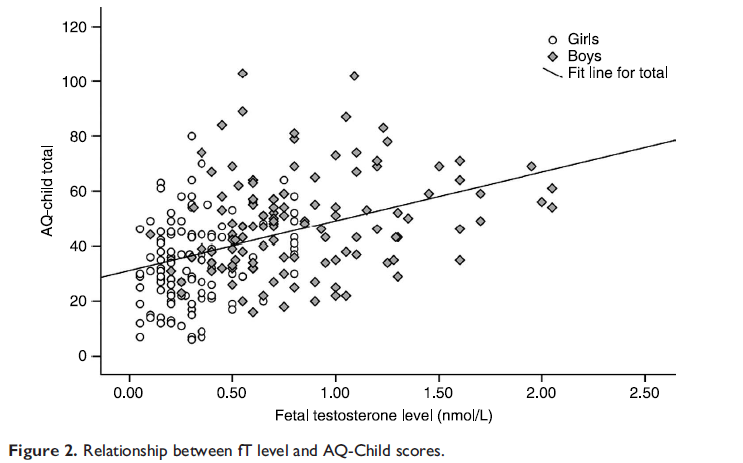 120
100
80
60
40
20
0
AQ-child total
Girls
Boys
Fit line for total
0.00 0.50 1.00 1.50 2.00 2.50
Fetal testosterone level (nmol/L)
Figure 2. Relationship between fT level and AQ-Child scores.